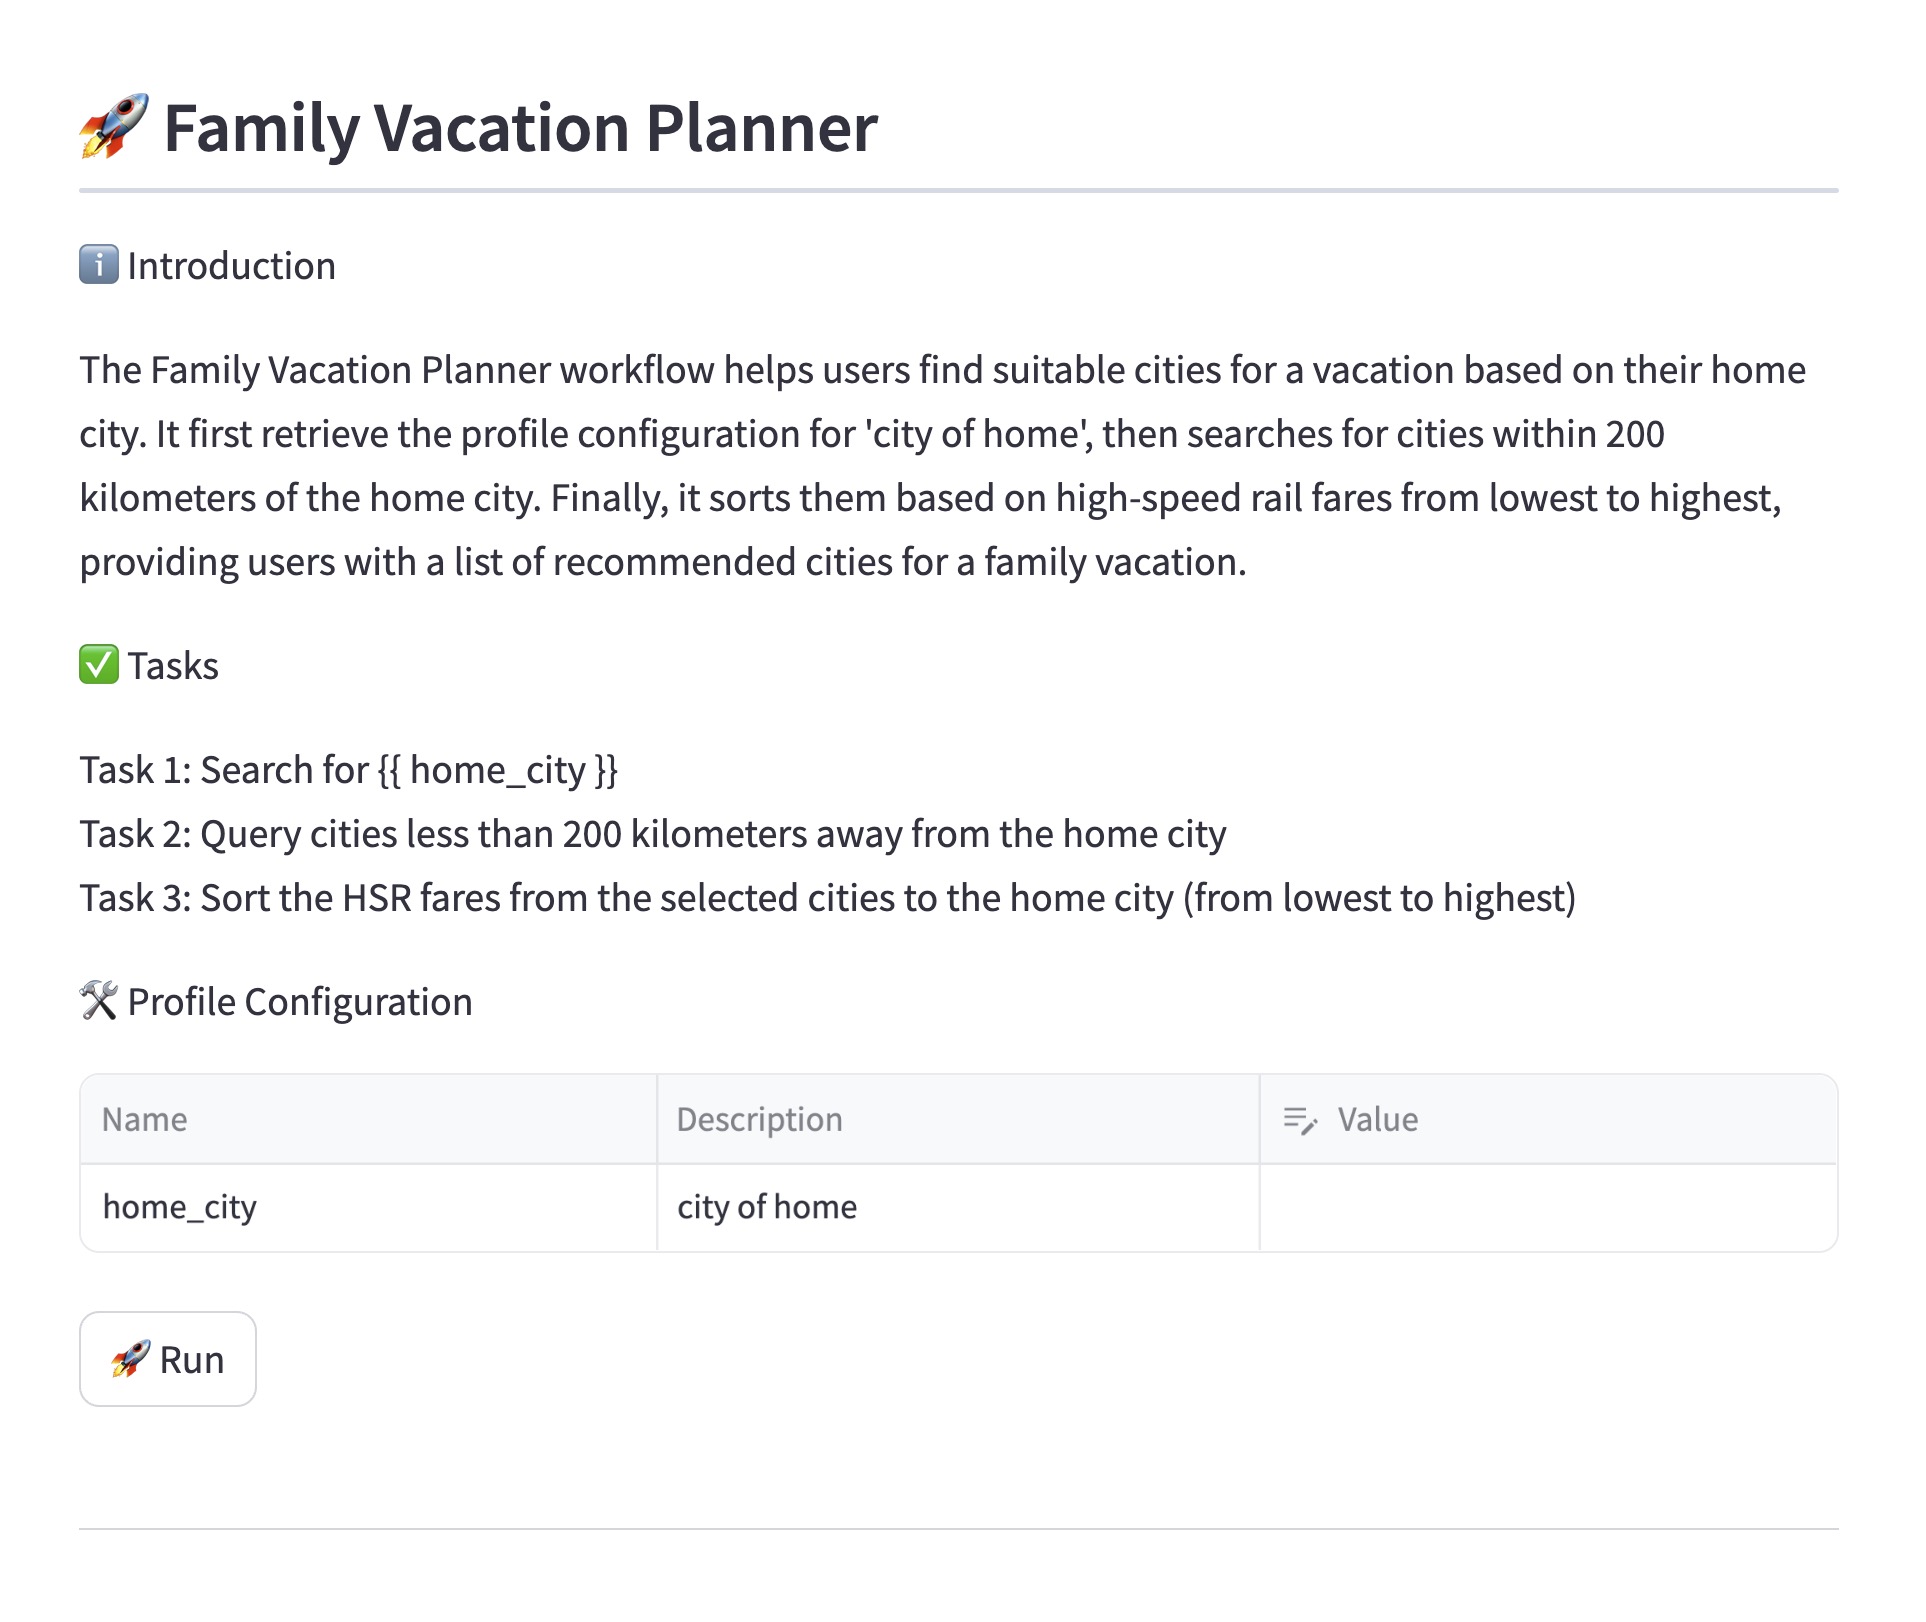 🚀 Family Vacation Planner
ℹ️ Introduction
The Family Vacation Planner workflow helps users find suitable cities for a vacation based on their home
city. It first retrieve the profile configuration for 'city of home', then searches for cities within 200
kilometers of the home city. Finally, it sorts them based on high-speed rail fares from lowest to highest,
providing users with a list of recommended cities for a family vacation.
✅ Tasks
Task 1: Search for {{ home_city }}
Task 2: Query cities less than 200 kilometers away from the home city
Task 3: Sort the HSR fares from the selected cities to the home city (from lowest to highest)
🛠️ Profile Configuration
Name Description Value
home_city city of home
🚀 Run